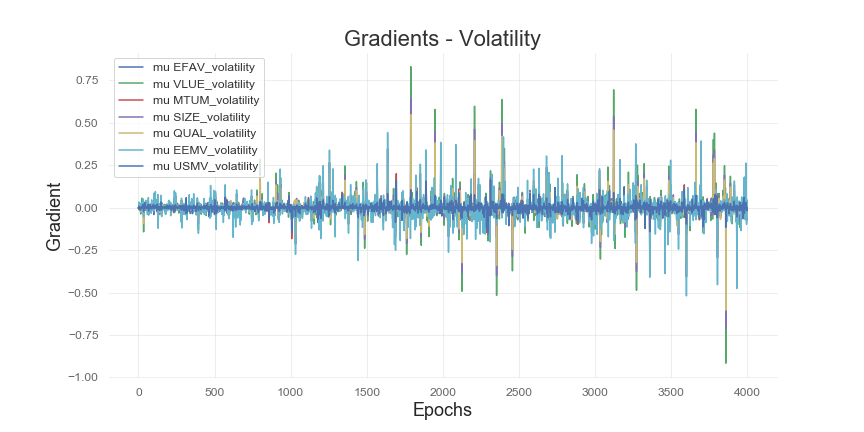 Gradients - Volatility
mu EFAV_volatility
mu VLUE_volatility
mu MTUM_volatility
mu SIZE_volatility
mu QUAL_volatility
mu EEMV_volatility
mu USMV_volatility
0.75
0.50
0.25
0.00
−0.25
−0.50
−0.75
−1.00
Gradient
0
500
1000
1500
2000
2500
3000
3500
4000
Epochs